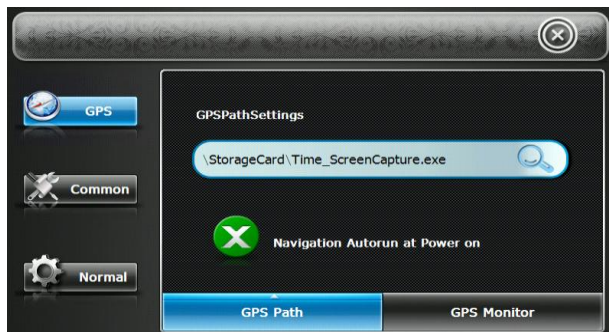 GPS
GPSPathSettings
\StorageCard\Time_ScreenCapture.exe
Common
Navigation Autorun at Power on
Normal
GPS Path
GPS Monitor